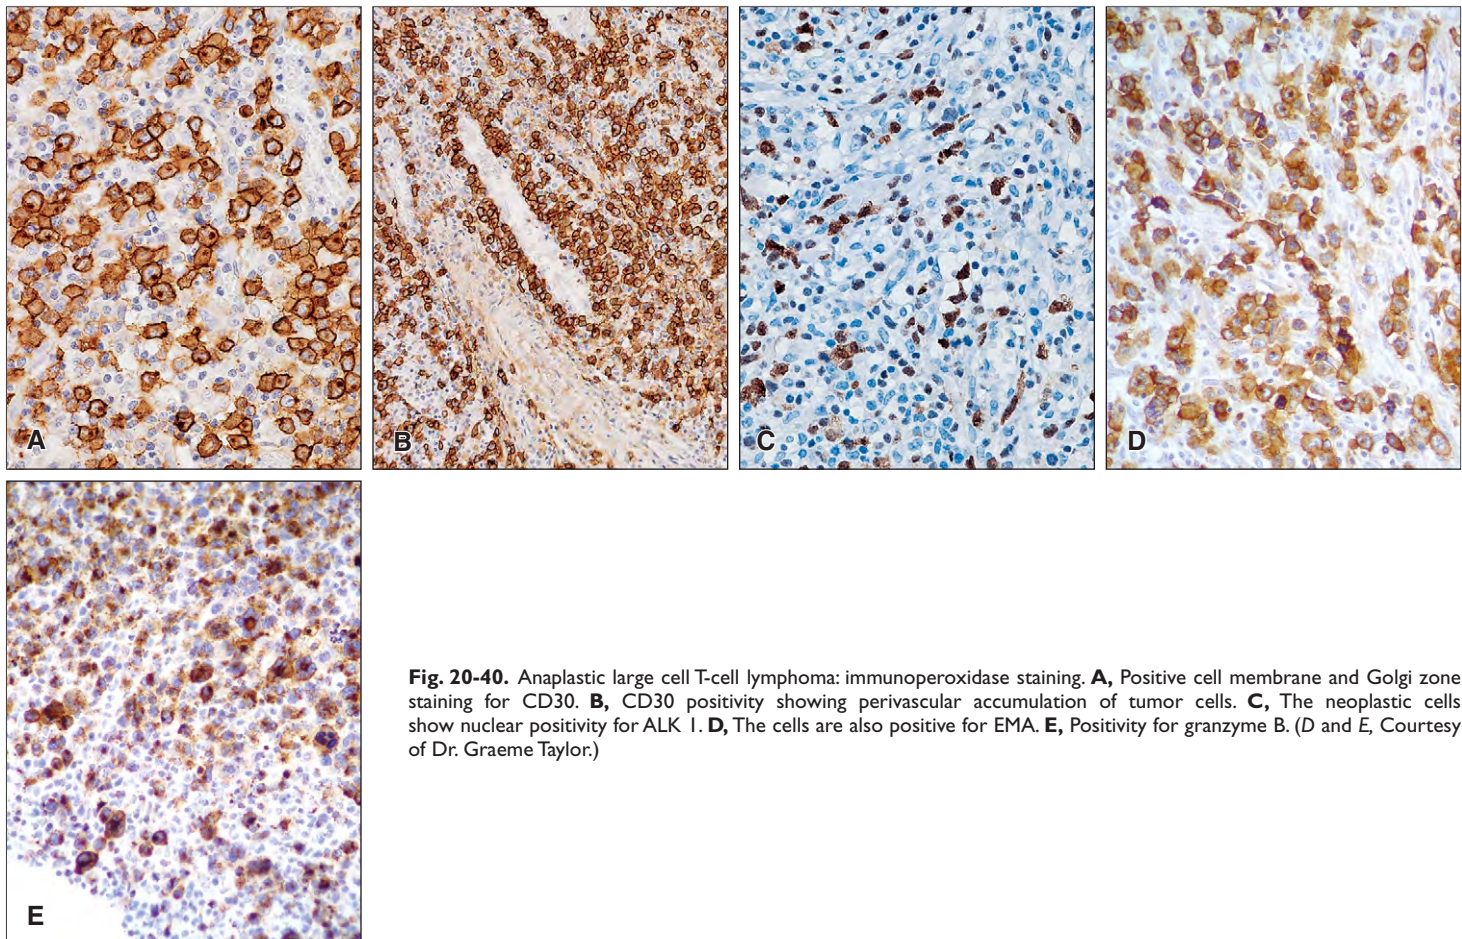 A
B
C
D
E
Fig. 20-40. Anaplastic large cell T-cell lymphoma: immunoperoxidase staining. A, Positive cell membrane and Golgi zone
staining for CD30. B, CD30 positivity showing perivascular accumulation of tumor cells. C, The neoplastic cells
show nuclear positivity for ALK 1. D, The cells are also positive for EMA. E, Positivity for granzyme B. (D and E, Courtesy
of Dr. Graeme Taylor.)